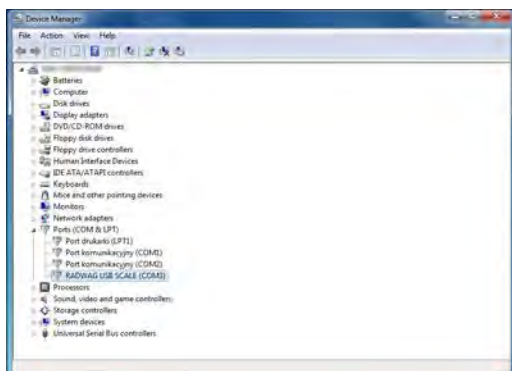 Device Manager
File Action View Help
Batteries
Computer
Disk drives
Display adapters
DVD/CD-ROM drives
Floppy disk drives
Floppy drive controllers
Human Interface Devices
IDE ATA/ATAPI controllers
Keyboards
Mice and other pointing devices
Monitors
Network adapters
Ports (COM & LPT)
Port drukarki (LPT1)
Port komunikacyjny (COM1)
Port komunikacyjny (COM2)
RADWAG USB SCALE (COM3)
Processors
Sound, video and game controllers
Storage controllers
System devices
Universal Serial Bus controllers